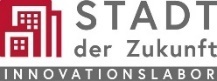 STADT
der Zukunft
INNOVATIONSLABOR